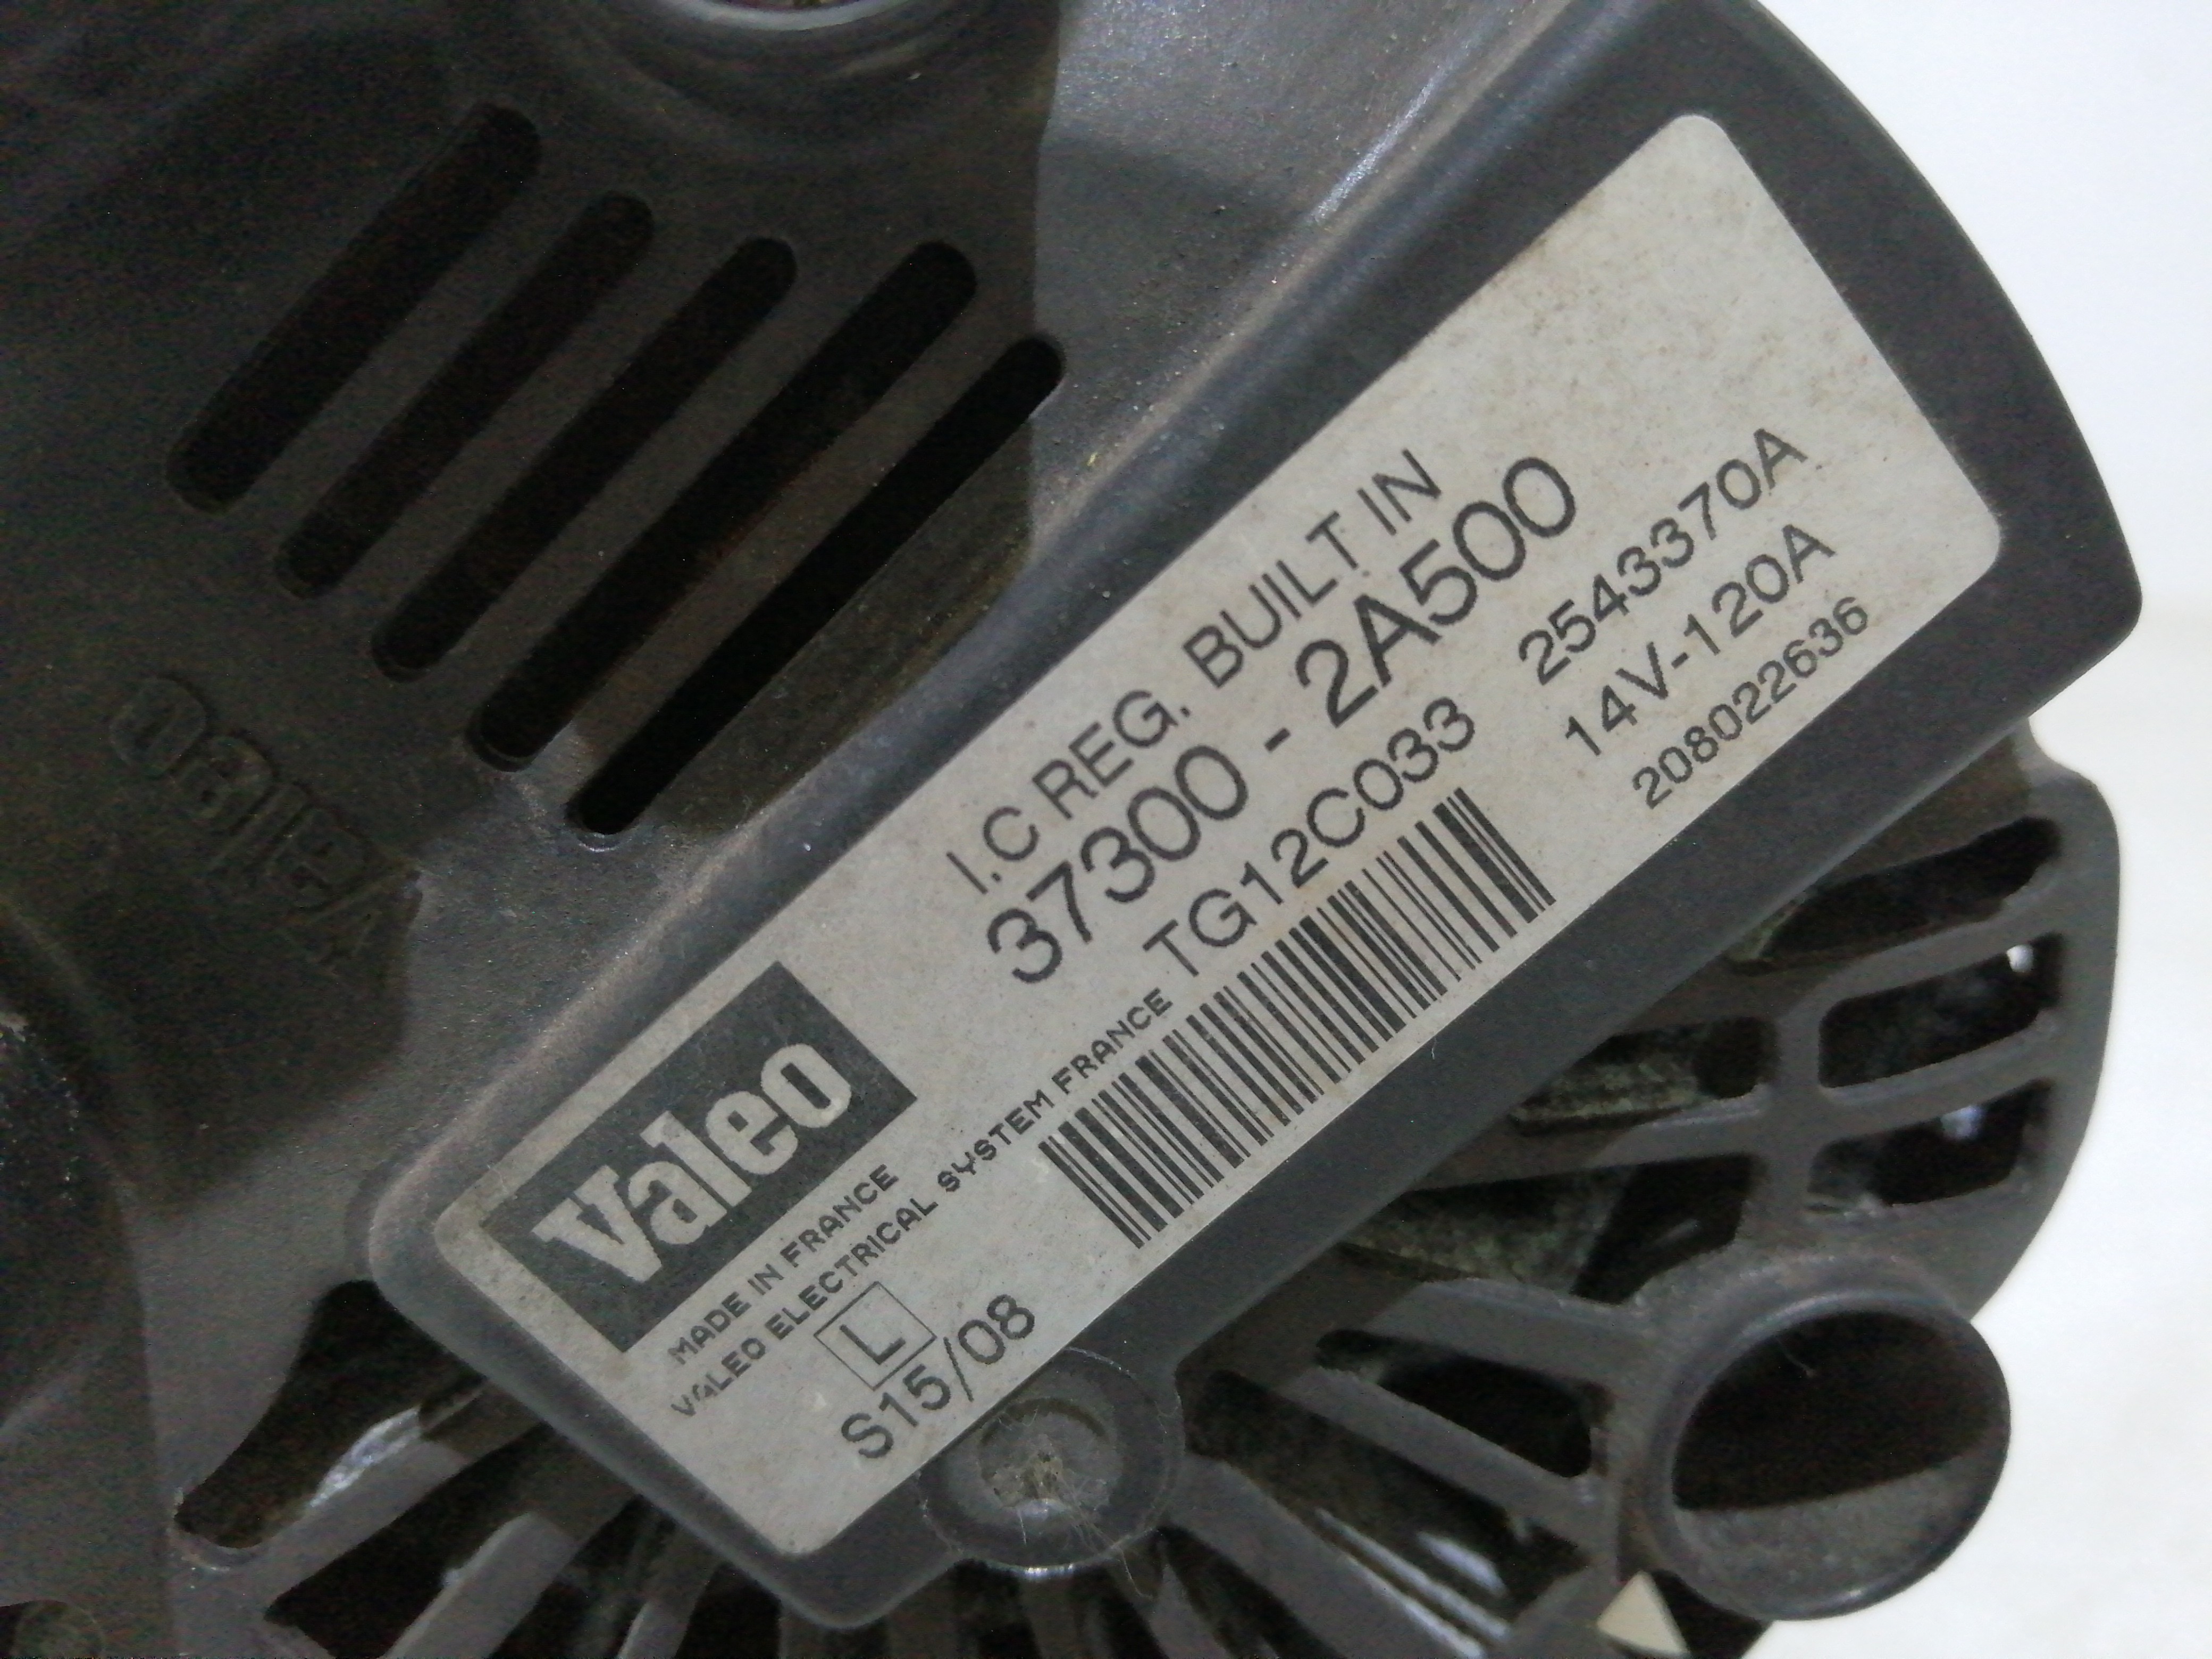 Valeo
I.C REG. BUILT IN
37300 - 2A500
TG12C033 2543370A
14V-120A
208022636
Valeo
MADE IN FRANCE
VALEO ELECTRICAL SYSTEM FRANCE
L
S15/08